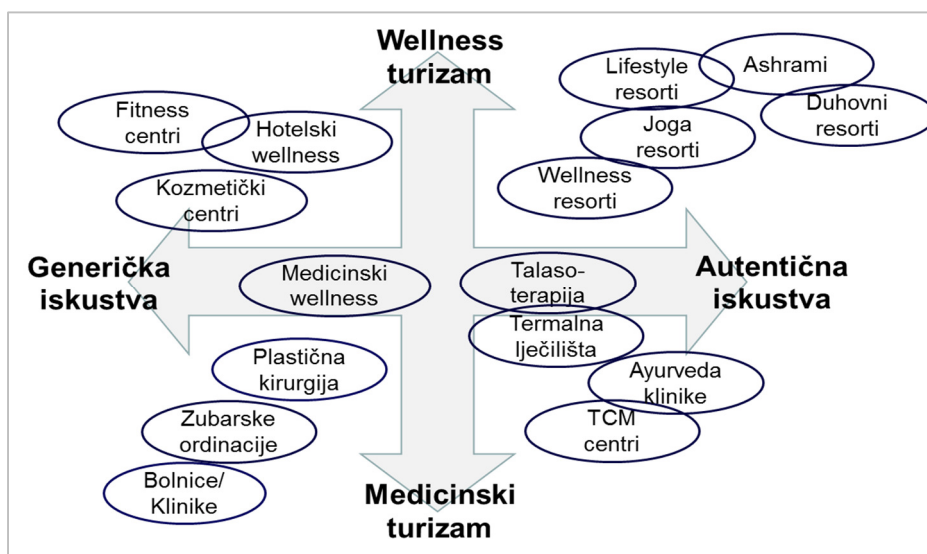 Wellness
turizam
Lifestyle
resorti
Ashrami
Duhovni
resorti
Fitness
centri
Hotelski
wellness
Joga
resorti
Kozmetički
centri
Wellness
resorti
Generička
iskustva
Medicinski
wellness
Talaso-
terapija
Autentična
iskustva
Termalna
lječilišta
Plastična
kirurgija
Ayurveda
klinike
Zubarske
ordinacije
TCM
centri
Bolnice/
Klinike
Medicinski
turizam